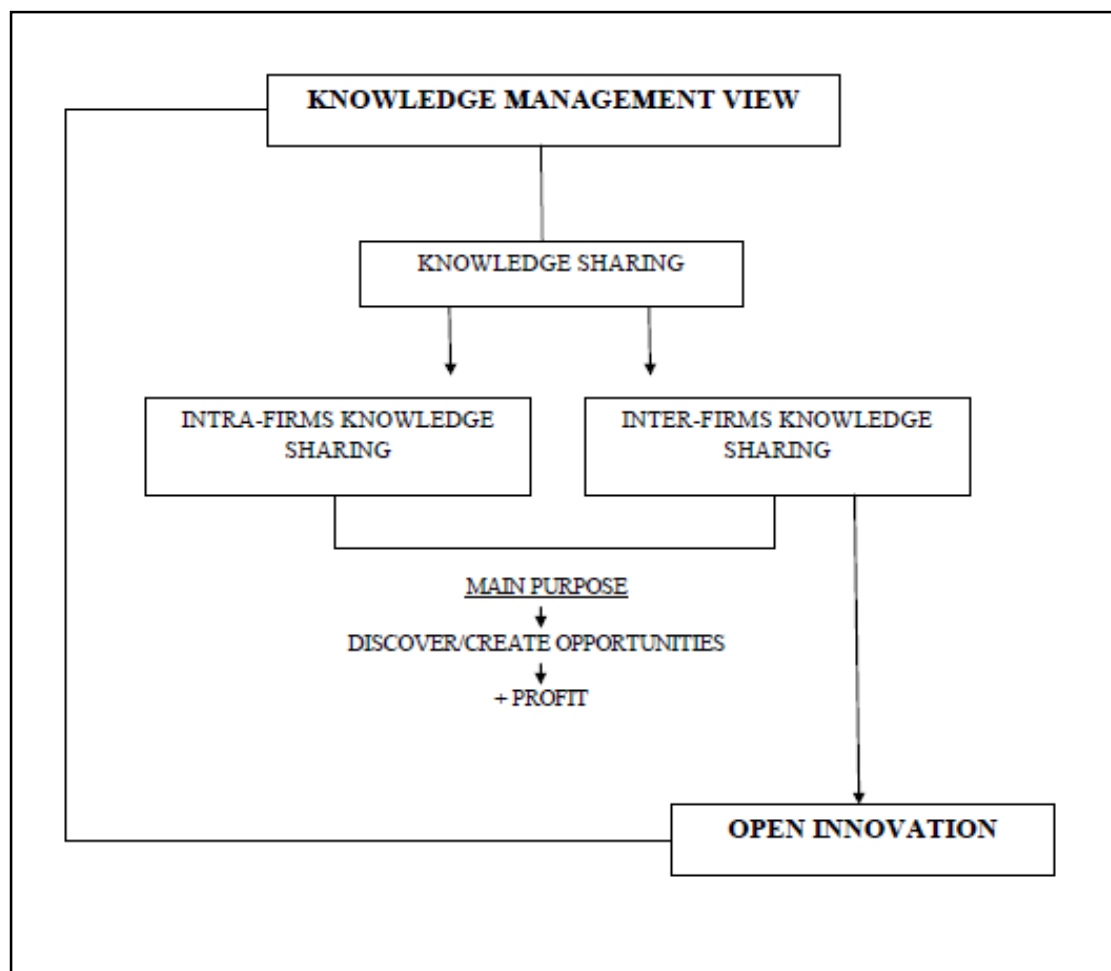 KNOWLEDGE MANAGEMENT VIEW
KNOWLEDGE SHARING
INTRA-FIRMS KNOWLEDGE
SHARING
INTER-FIRMS KNOWLEDGE
SHARING
MAIN PURPOSE
DISCOVER/CREATE OPPORTUNITIES
+ PROFIT
OPEN INNOVATION